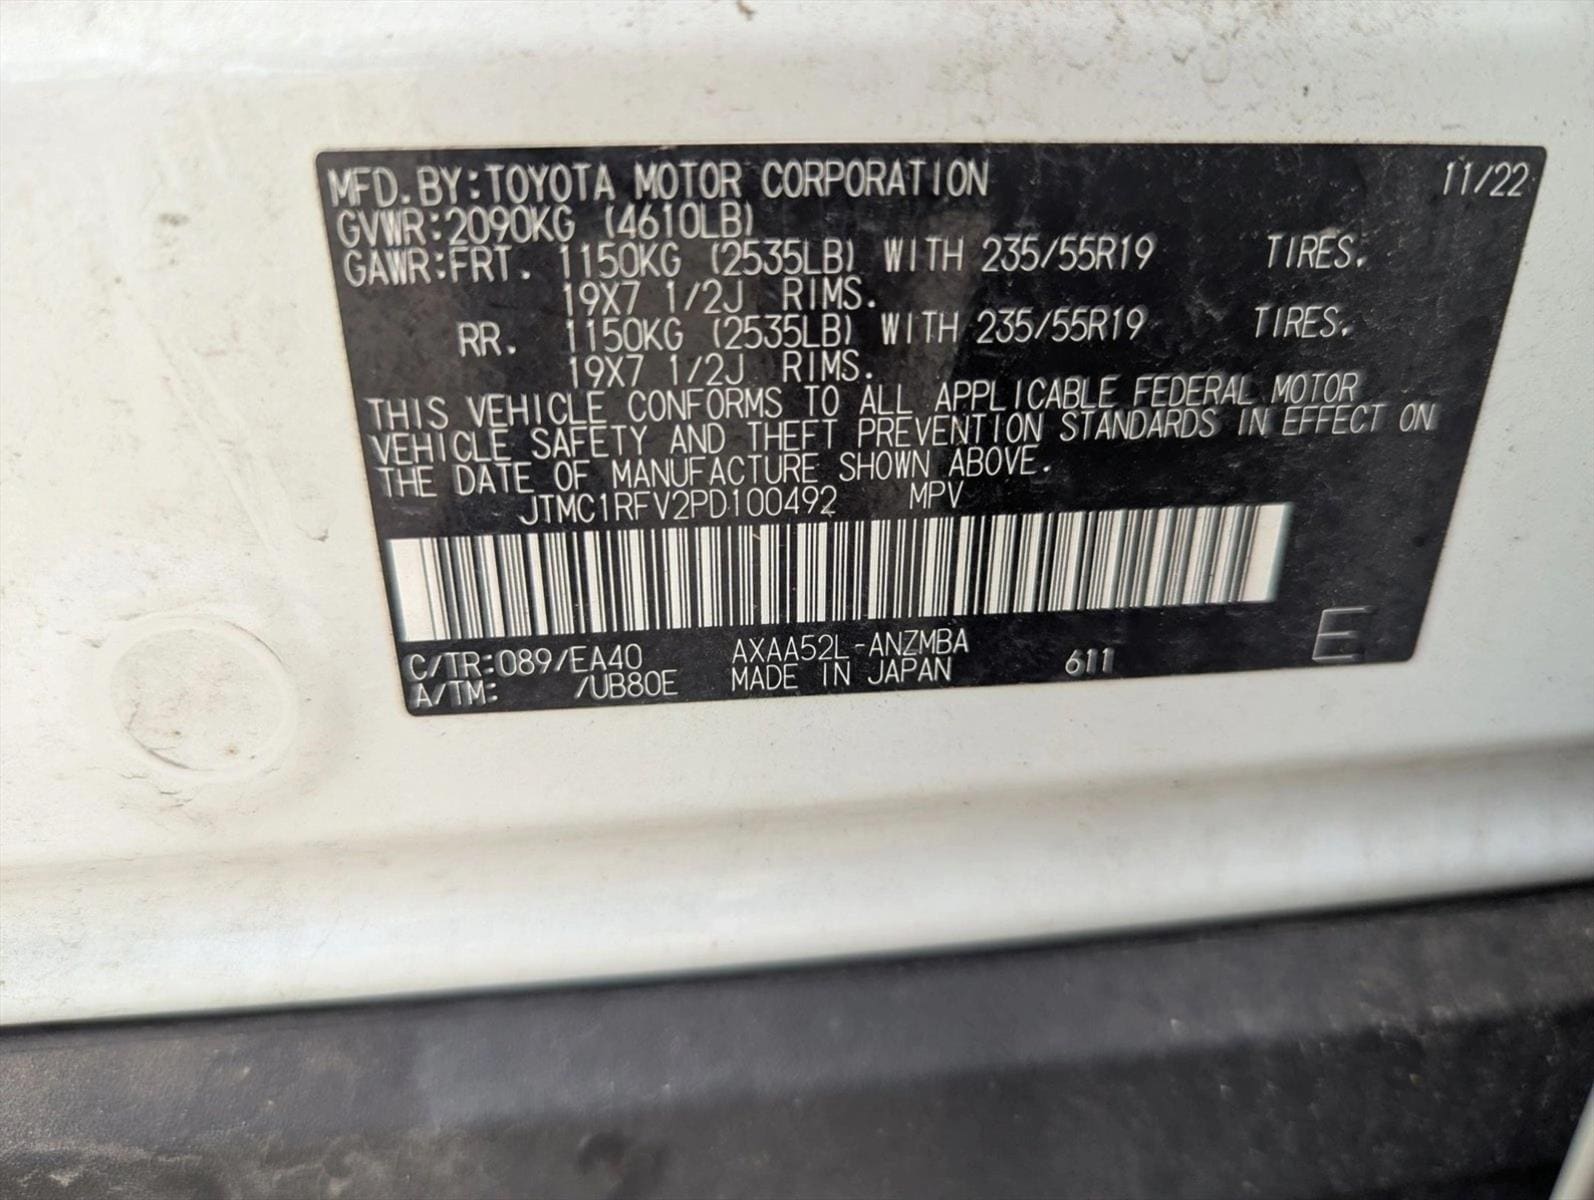 MFD.BY:TOYOTA MOTOR CORPORATION 11/22
GVWR:2090KG (4610LB)
GAWR:FRT. 1150KG (2535LB) WITH 235/55R19 TIRES.
19X7 1/2J RIMS.
RR. 1150KG (2535LB) WITH 235/55R19 TIRES.
19X7 1/2J RIMS.
THIS VEHICLE CONFORMS TO ALL APPLICABLE FEDERAL MOTOR
VEHICLE SAFETY AND THEFT PREVENTION STANDARDS IN EFFECT ON
THE DATE OF MANUFACTURE SHOWN ABOVE.
JTMC1RFV2PD100492 MPV
C/TR:089/EA40 AXAA52L-ANZMBA 611 E
A/TM: /UB80E MADE IN JAPAN